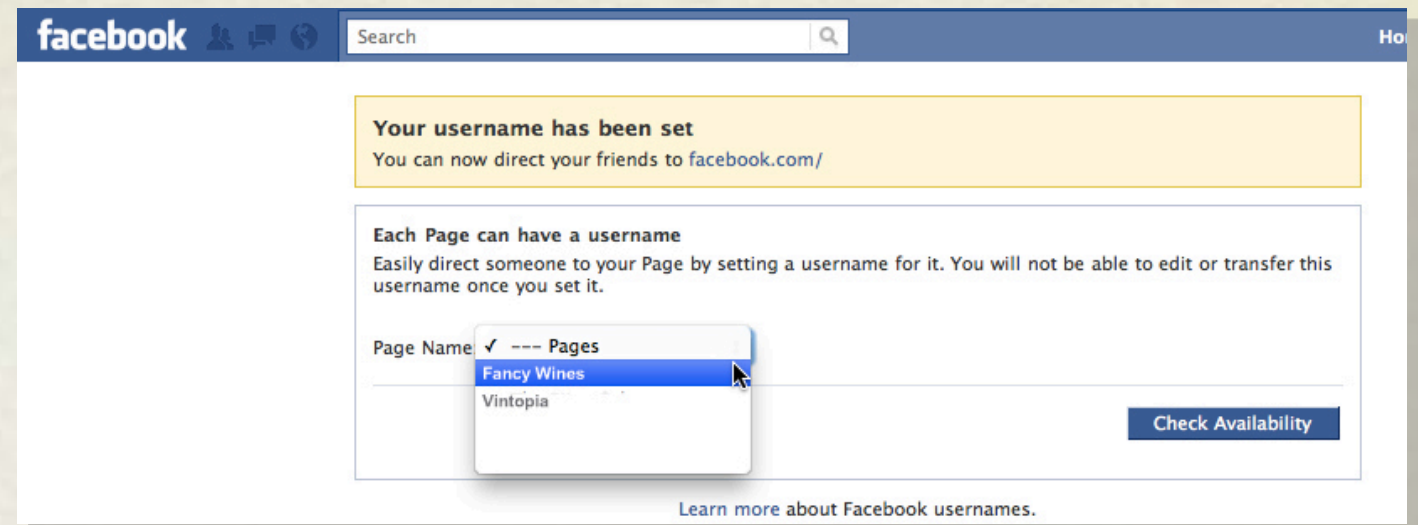 facebook
Search
Hor
Your username has been set
You can now direct your friends to facebook.com/
Each Page can have a username
Easily direct someone to your Page by setting a username for it. You will not be able to edit or transfer this
username once you set it.
Page Name:
✓ --- Pages
Fancy Wines
Vintopia
Check Availability
Learn more about Facebook usernames.